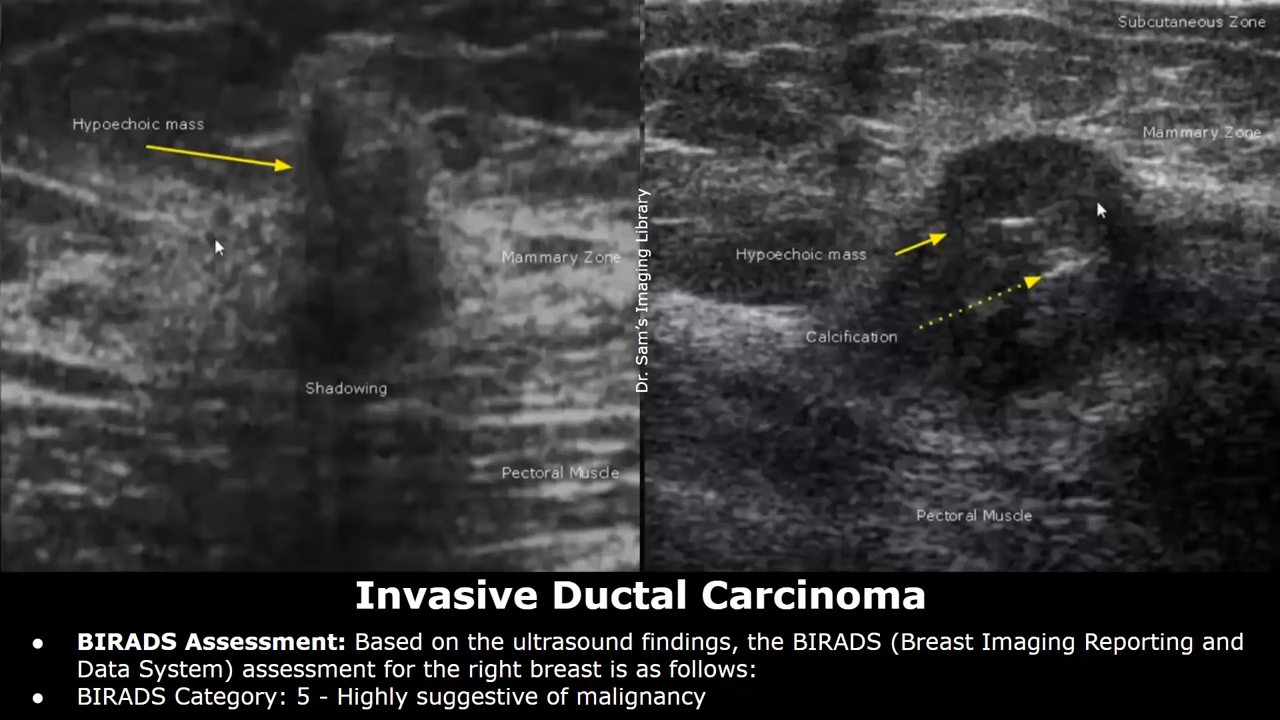 Hypoechoic mass
Mammary Zone
Shadowing
Pectoral Muscle
Dr. Sam's Imaging Library
Subcutaneous Zone
Mammary Zone
Hypoechoic mass
Calcification
Pectoral Muscle
Invasive Ductal Carcinoma
● BIRADS Assessment: Based on the ultrasound findings, the BIRADS (Breast Imaging Reporting and
Data System) assessment for the right breast is as follows:
● BIRADS Category: 5 - Highly suggestive of malignancy